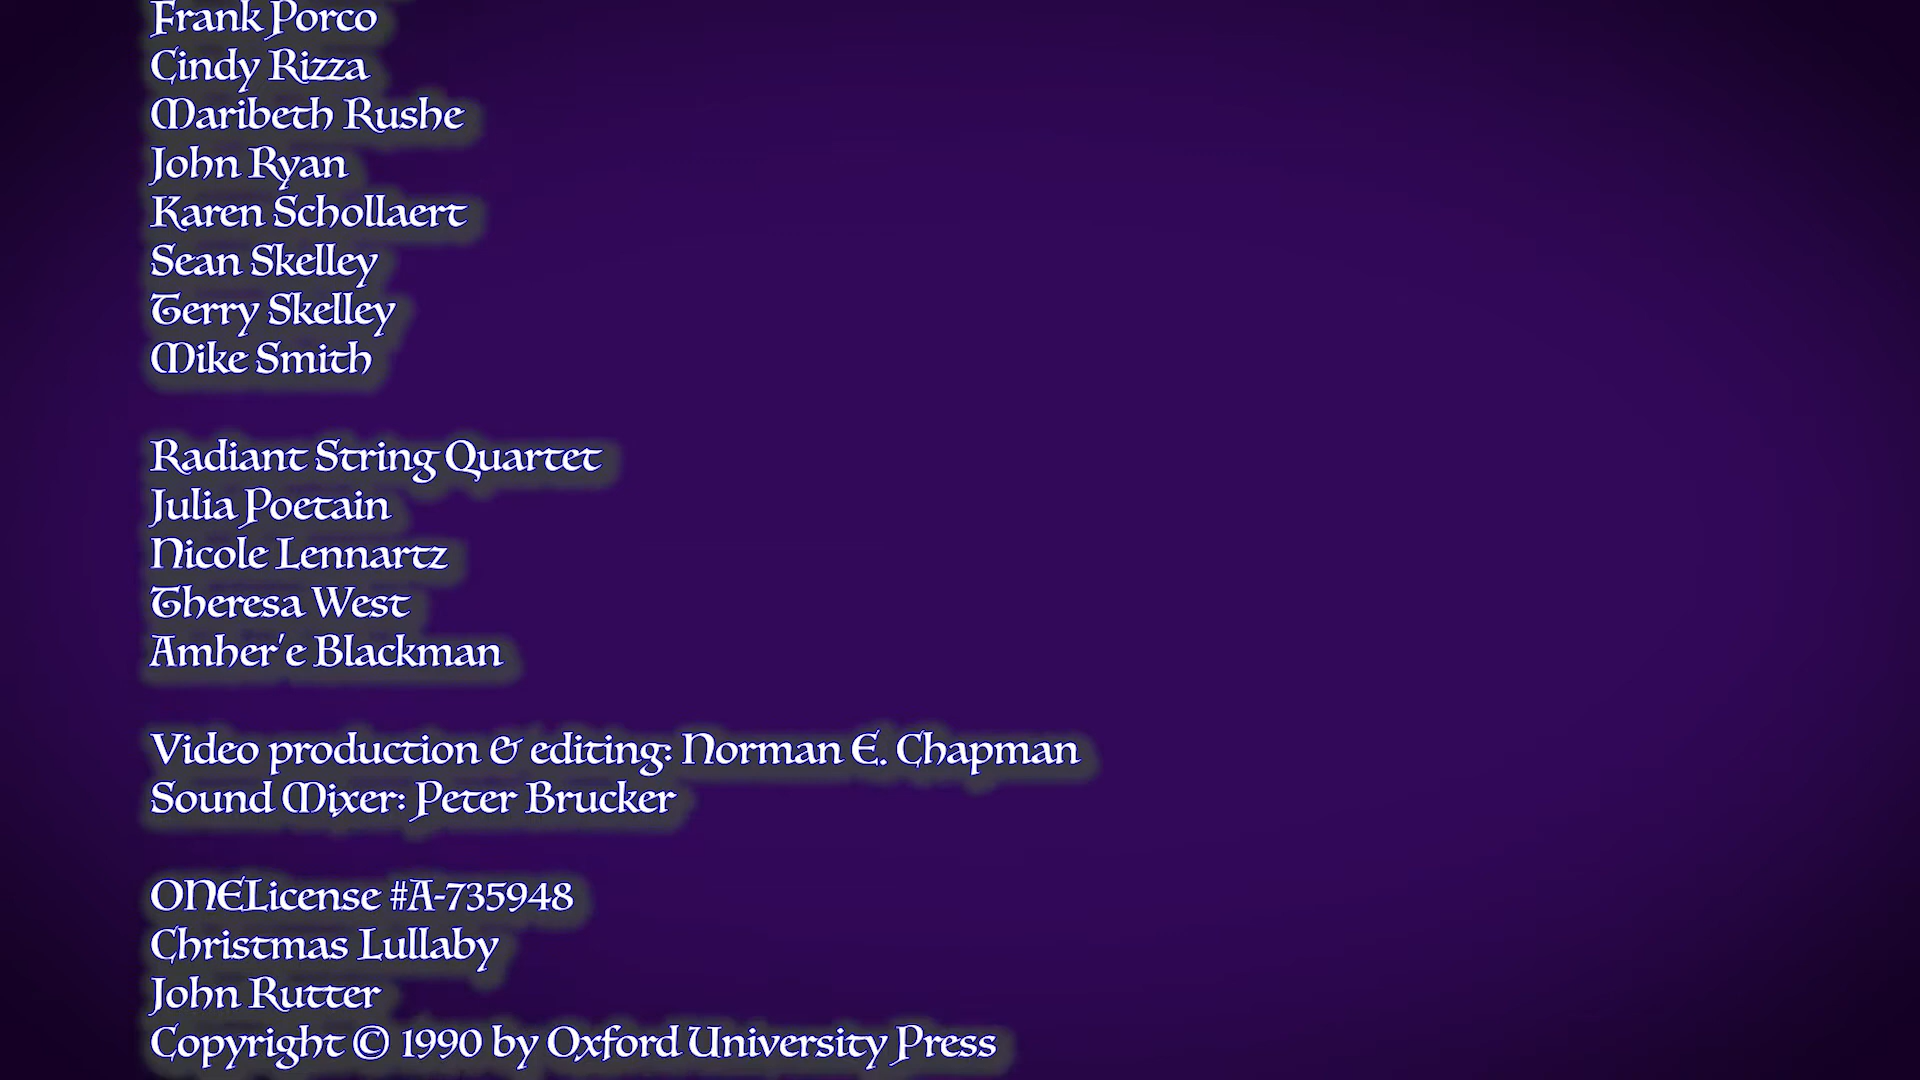 Frank Porco
Cindy Rizza
Maribeth Rushe
John Ryan
Karen Schollaert
Sean Skelley
Terry Skelley
Mike Smith
Radiant String Quartet
Julia Poetain
Nicole Lennartz
Theresa West
Amher'e Blackman
Video production & editing: Norman E. Chapman
Sound Mixer: Peter Brucker
ONELicense #A-735948
Christmas Lullaby
John Rutter
Copyright © 1990 by Oxford University Press